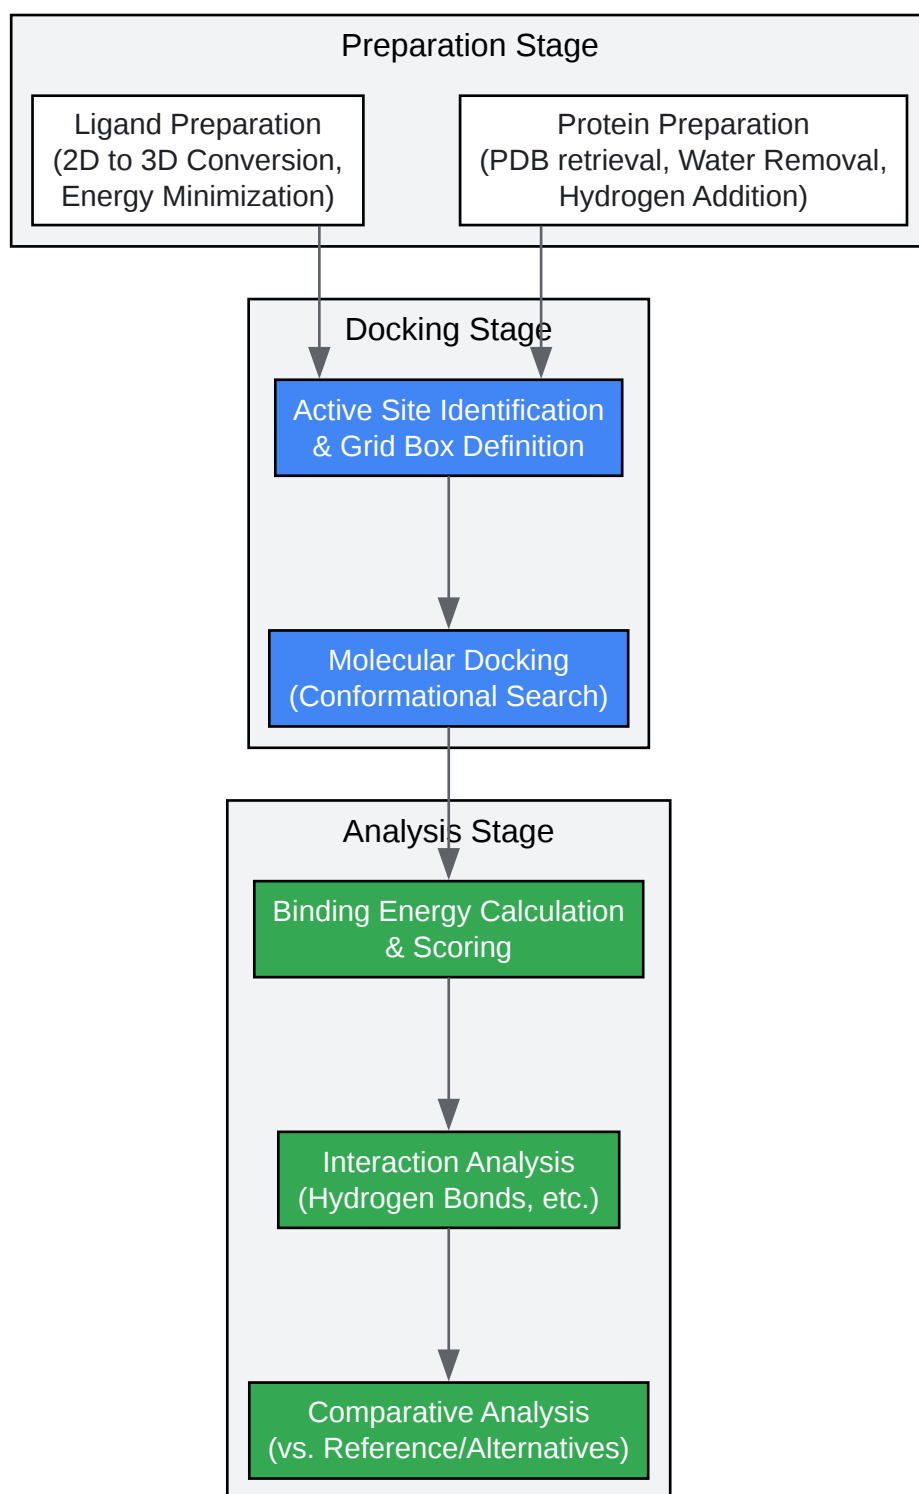 Preparation Stage
Ligand Preparation
(2D to 3D Conversion,
Energy Minimization)
Protein Preparation
(PDB retrieval, Water Removal,
Hydrogen Addition)
Docking Stage
Active Site Identification
& Grid Box Definition
Molecular Docking
(Conformational Search)
Analysis Stage
Binding Energy Calculation
& Scoring
Interaction Analysis
(Hydrogen Bonds, etc.)
Comparative Analysis
(vs. Reference/Alternatives)